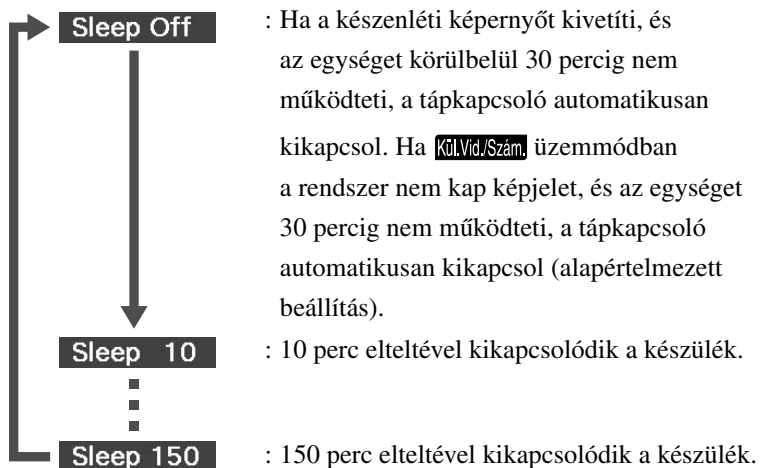 Sleep Off : Ha a készenléti képernyőt kivetíti, és
az egységet körülbelül 30 percig nem
működteti, a tápkapcsoló automatikusan
kikapcsol. Ha Kül.Vid./Szám. üzemmódban
a rendszer nem kap képjelet, és az egységet
30 percig nem működteti, a tápkapcsoló
automatikusan kikapcsol (alapértelmezett
beállítás).
Sleep 10 : 10 perc elteltével kikapcsolódik a készülék.
Sleep 150 : 150 perc elteltével kikapcsolódik a készülék.